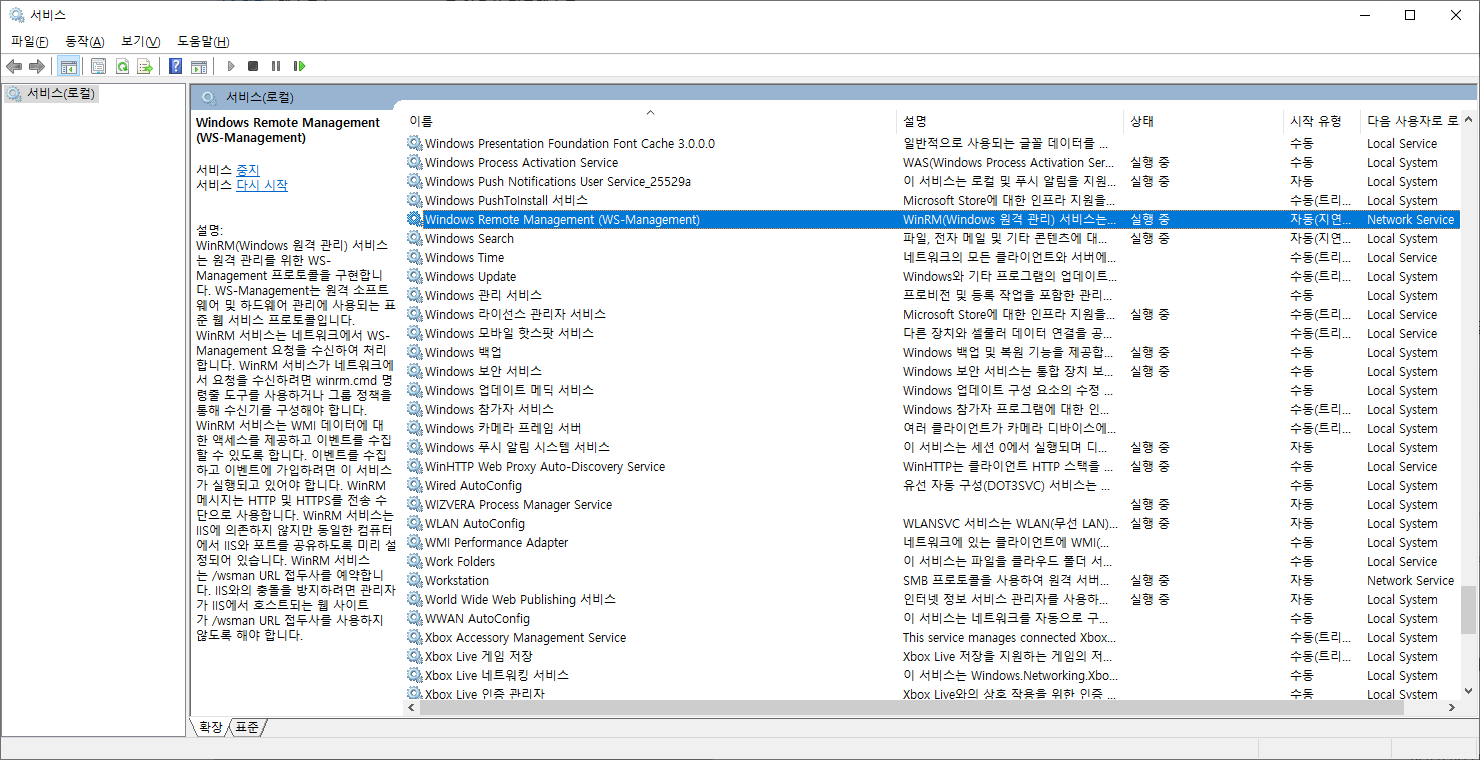 서비스
파일(F) 동작(A) 보기(V) 도움말(H)
서비스(로컬)
서비스(로컬)
Windows Remote Management
(WS-Management)
서비스 중지
서비스 다시 시작
설명:
WinRM(Windows 원격 관리) 서비스
는 원격 관리를 위한 WS-
Management 프로토콜을 구현합니
다. WS-Management는 원격 소프트
웨어 및 하드웨어 관리에 사용되는 표
준 웹 서비스 프로토콜입니다.
WinRM 서비스는 네트워크에서 WS-
Management 요청을 수신하여 처리
합니다. WinRM 서비스가 네트워크에
서 요청을 수신하려면 winrm.cmd 명
령줄 도구를 사용하거나 그룹 정책을
통해 수신기를 구성해야 합니다.
WinRM 서비스는 WMI 데이터에 대
한 액세스를 제공하고 이벤트를 수집
할 수 있도록 합니다. 이벤트를 수집
하고 이벤트에 가입하려면 이 서비스
가 실행되고 있어야 합니다. WinRM
메시지는 HTTP 및 HTTPS를 전송 수
단으로 사용합니다. WinRM 서비스는
IIS에 의존하지 않지만 동일한 컴퓨터
에서 IIS와 포트를 공유하도록 미리 설
정되어 있습니다. WinRM 서비스
는 /wsman URL 접두사를 예약합니
다. IIS와의 충돌을 방지하려면 관리자
가 IIS에서 호스트되는 웹 사이트
가 /wsman URL 접두사를 사용하지
않도록 해야 합니다.
이름 설명 상태 시작 유형 다음 사용자로 로
Windows Presentation Foundation Font Cache 3.0.0.0 일반적으로 사용되는 글꼴 데이터를 ... 수동 Local Service
Windows Process Activation Service WAS(Windows Process Activation Ser... 실행 중 수동 Local System
Windows Push Notifications User Service_25529a 이 서비스는 로컬 및 푸시 알림을 지원... 실행 중 자동 Local System
Windows PushToInstall 서비스 Microsoft Store에 대한 인프라 지원을... 수동(트리... Local System
Windows Remote Management (WS-Management) WinRM(Windows 원격 관리) 서비스는... 실행 중 자동(지연... Network Service
Windows Search 파일, 전자 메일 및 기타 콘텐츠에 대... 실행 중 자동(지연... Local System
Windows Time 네트워크의 모든 클라이언트와 서버에... 수동(트리... Local Service
Windows Update Windows와 기타 프로그램의 업데이트... 수동(트리... Local System
Windows 관리 서비스 프로비전 및 등록 작업을 포함한 관리... 수동 Local System
Windows 라이선스 관리자 서비스 Microsoft Store에 대한 인프라 지원을... 실행 중 수동(트리... Local Service
Windows 모바일 핫스팟 서비스 다른 장치와 셀룰러 데이터 연결을 공... 수동(트리... Local Service
Windows 백업 Windows 백업 및 복원 기능을 제공합... 실행 중 수동 Local System
Windows 보안 서비스 Windows 보안 서비스는 통합 장치 보... 실행 중 수동 Local System
Windows 업데이트 메딕 서비스 Windows 업데이트 구성 요소의 수정 ... 수동 Local System
Windows 참가자 서비스 Windows 참가자 프로그램에 대한 인... 수동(트리... Local System
Windows 카메라 프레임 서버 여러 클라이언트가 카메라 디바이스에... 수동(트리... Local System
Windows 푸시 알림 시스템 서비스 이 서비스는 세션 0에서 실행되며 디... 실행 중 자동 Local System
WinHTTP Web Proxy Auto-Discovery Service WinHTTP는 클라이언트 HTTP 스택을 ... 실행 중 수동 Local Service
Wired AutoConfig 유선 자동 구성(DOT3SVC) 서비스는 ... 수동 Local System
WIZVERA Process Manager Service 실행 중 자동 Local System
WLAN AutoConfig WLANSVC 서비스는 WLAN(무선 LAN)... 실행 중 자동 Local System
WMI Performance Adapter 네트워크에 있는 클라이언트에 WMI(... 수동 Local System
Work Folders 이 서비스는 파일을 클라우드 폴더 서... 수동 Local Service
Workstation SMB 프로토콜을 사용하여 원격 서버... 실행 중 자동 Network Service
World Wide Web Publishing 서비스 인터넷 정보 서비스 관리자를 사용하... 실행 중 자동 Local System
WWAN AutoConfig 이 서비스는 네트워크를 자동으로 구... 수동 Local System
Xbox Accessory Management Service This service manages connected Xbox... 수동(트리... Local System
Xbox Live 게임 저장 Xbox Live 저장을 지원하는 게임의 저... 수동(트리... Local System
Xbox Live 네트워킹 서비스 이 서비스는 Windows.Networking.Xbo... 수동 Local System
Xbox Live 인증 관리자 Xbox Live와의 상호 작용을 위한 인증 ... 수동 Local System
확장 표준